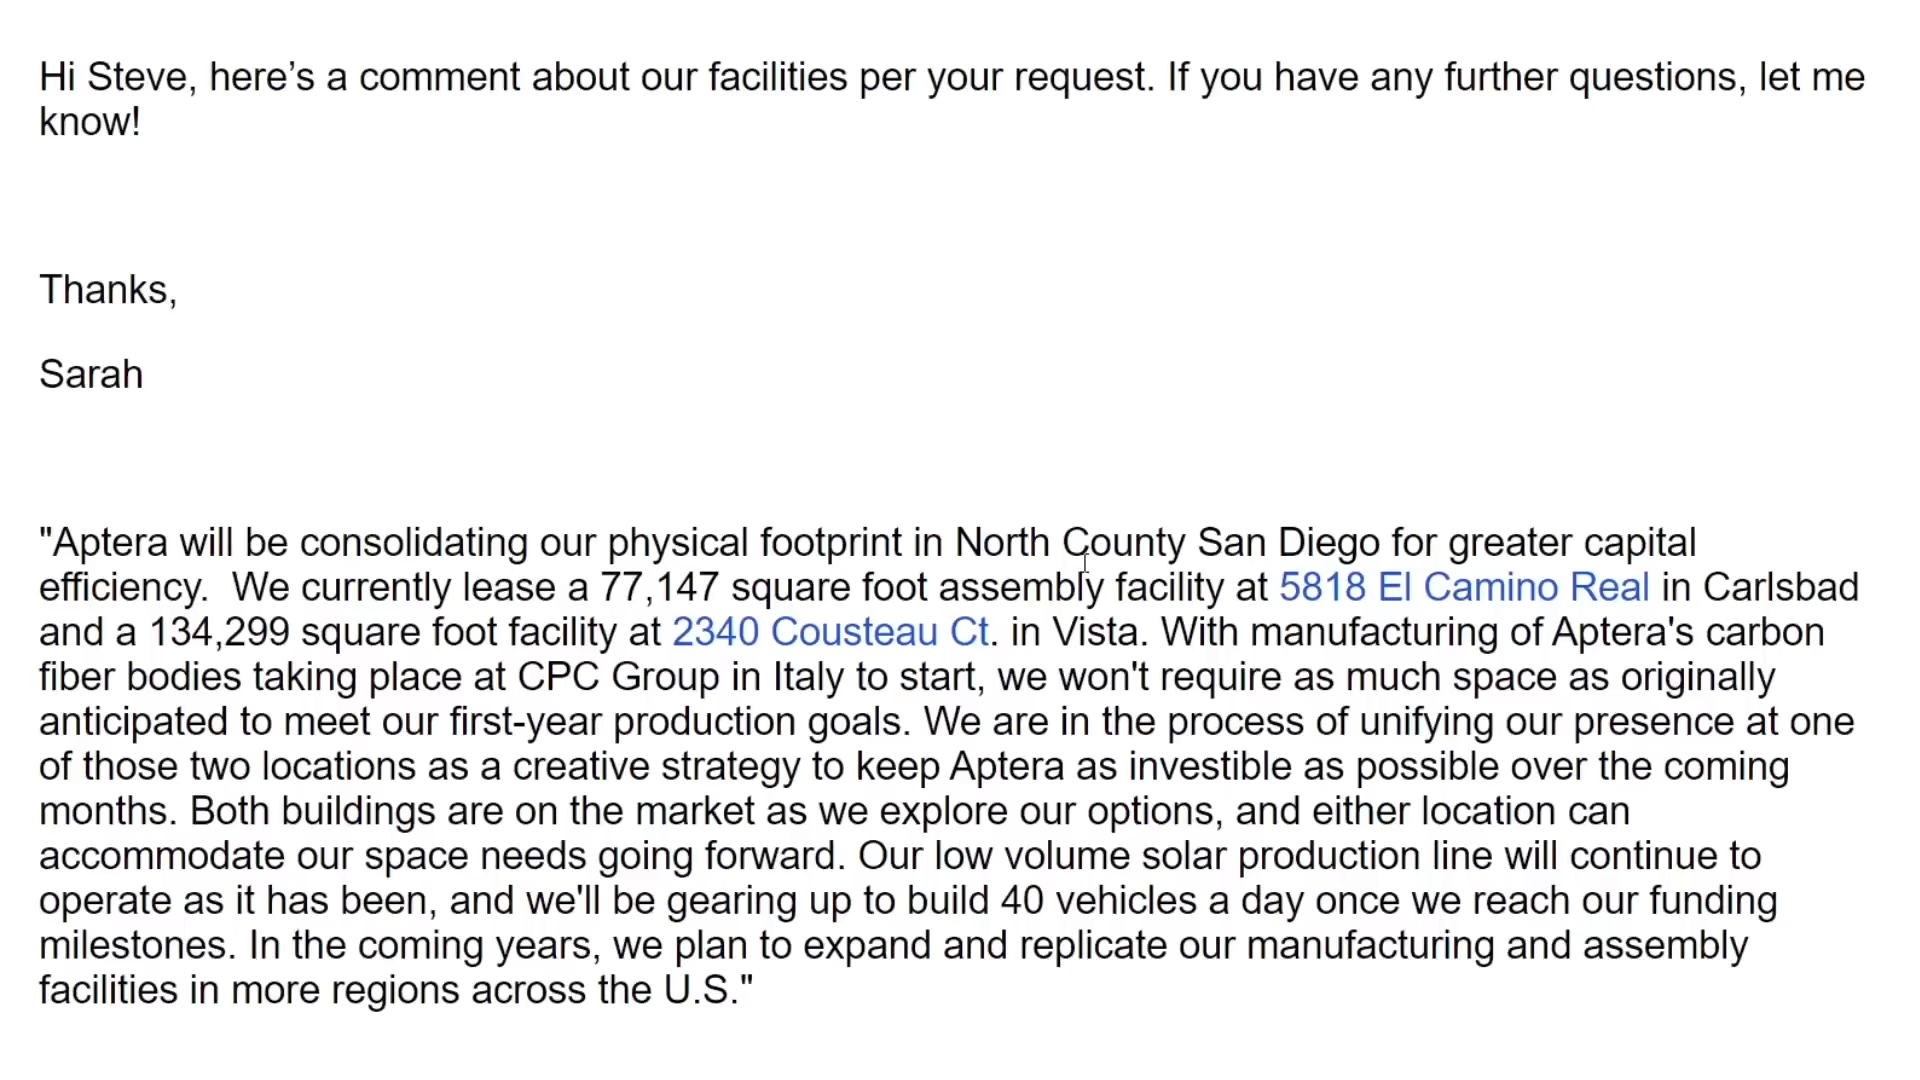 Hi Steve, here’s a comment about our facilities per your request. If you have any further questions, let me
know!
Thanks,
Sarah
"Aptera will be consolidating our physical footprint in North County San Diego for greater capital
efficiency.  We currently lease a 77,147 square foot assembly facility at 5818 El Camino Real in Carlsbad
and a 134,299 square foot facility at 2340 Cousteau Ct. in Vista. With manufacturing of Aptera's carbon
fiber bodies taking place at CPC Group in Italy to start, we won't require as much space as originally
anticipated to meet our first-year production goals. We are in the process of unifying our presence at one
of those two locations as a creative strategy to keep Aptera as investible as possible over the coming
months. Both buildings are on the market as we explore our options, and either location can
accommodate our space needs going forward. Our low volume solar production line will continue to
operate as it has been, and we'll be gearing up to build 40 vehicles a day once we reach our funding
milestones. In the coming years, we plan to expand and replicate our manufacturing and assembly
facilities in more regions across the U.S."